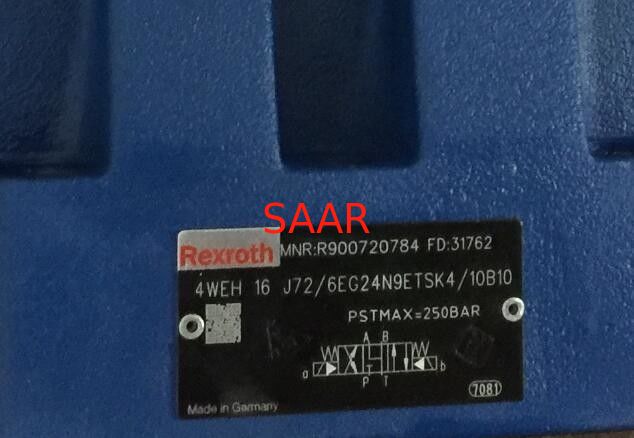 SAAR
Rexroth MNR:R900720784 FD:31762
4WEH 16 J72/6EG24N9ETSK4/10B10
PSTMAX=250BAR
A B
a b
P T
7081
Made in Germany